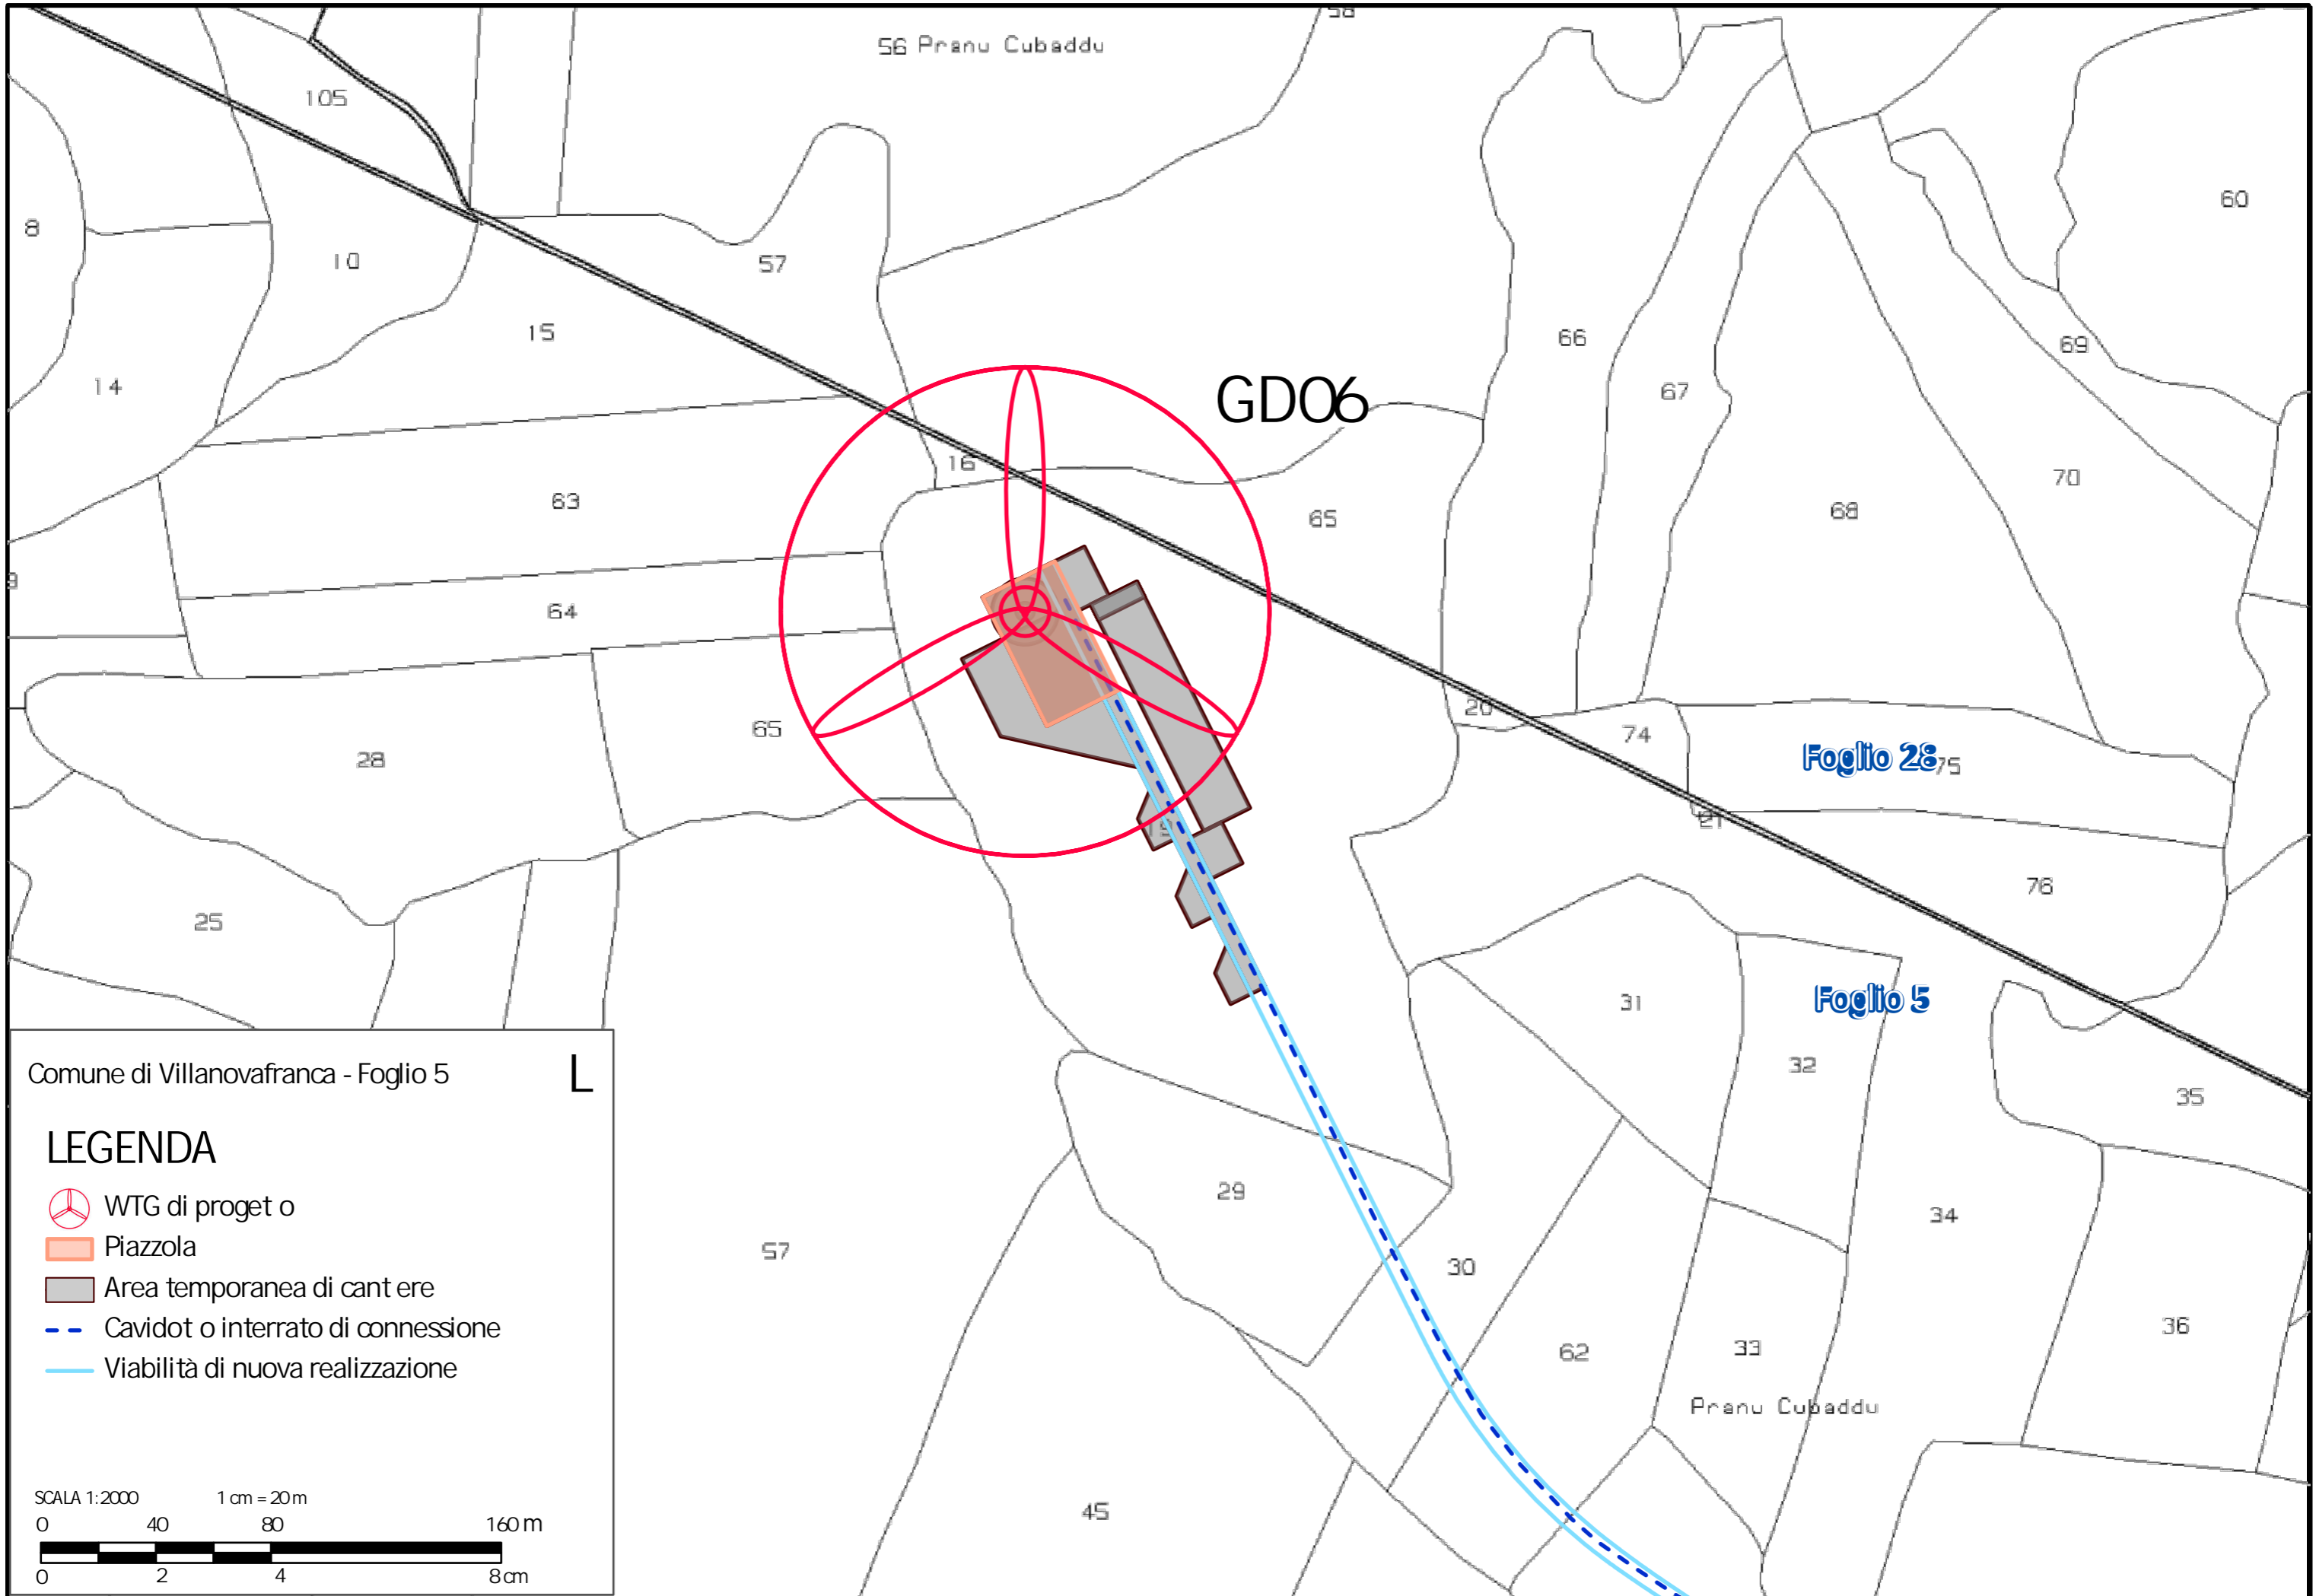 58
56 Pranu Cubaddu
105
60
8
10
57
15
66
69
14
67
GD06
16
63
70
65
68
64
20
65
74
28
Foglio 28
75
19
21
76
25
31
Foglio 5
32
35
Comune di Villanovafranca - Foglio 5
L
LEGENDA
WTG di proget o
Piazzola
Area temporanea di cant ere
Cavidot o interrato di connessione
Viabilità di nuova realizzazione
29
34
57
30
36
62
33
Pranu Cubaddu
45
SCALA 1:2000 1 cm = 20 m
0 40 80 160 m
0 2 4 8 cm